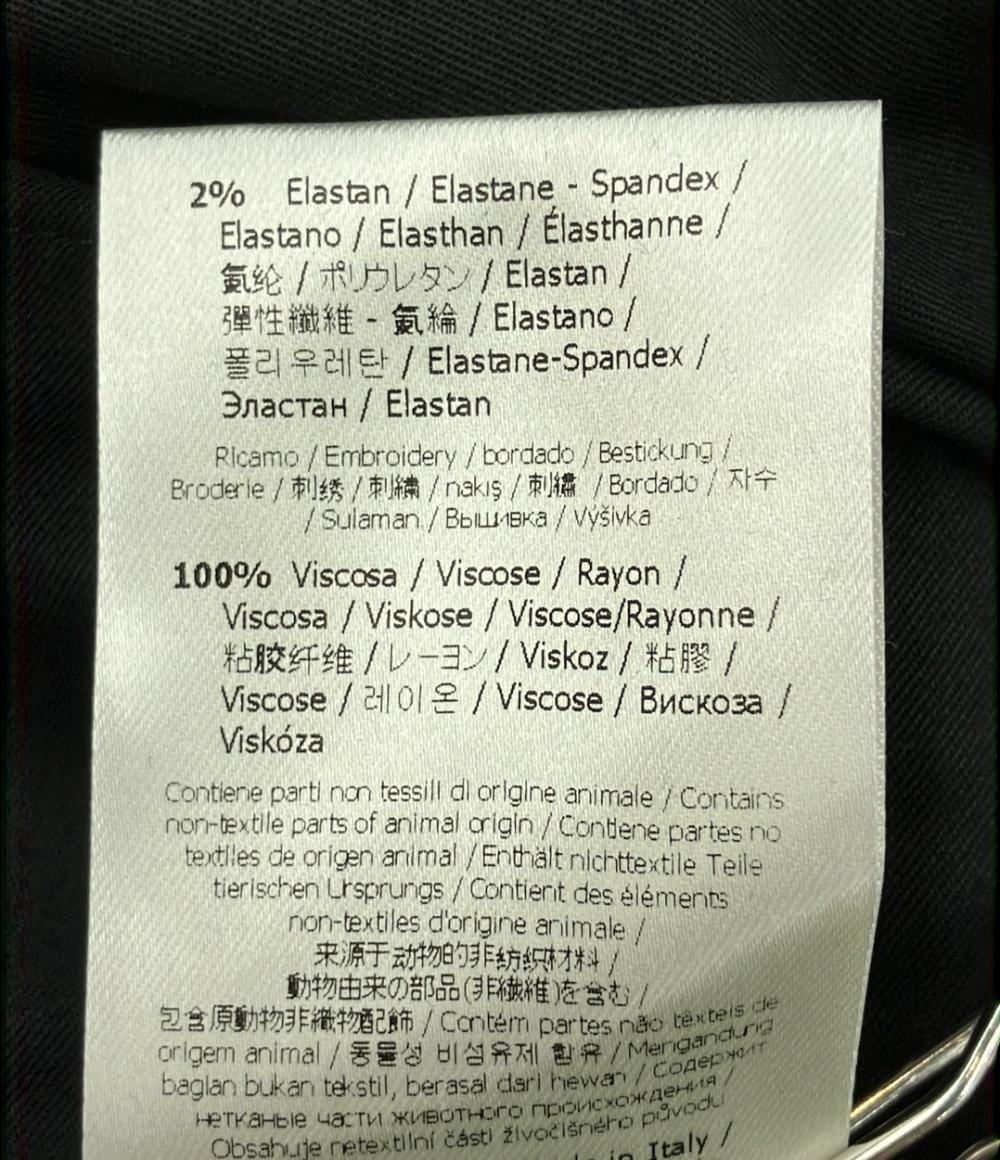 2% Elastan / Elastane - Spandex /
Elastano / Elasthan / Élasthanne /
氨纶 / ポリウレタン / Elastan /
彈性纖維 - 氨綸 / Elastano /
폴리우레탄 / Elastane-Spandex /
Эластан / Elastan
Ricamo / Embroidery / bordado / Bestickung /
Broderie / 刺绣 / 刺繍 / nakış / 刺繡 / Bordado / 자수
/ Sulaman / Вышивка / Výšivka
100% Viscosa / Viscose / Rayon /
Viscosa / Viskose / Viscose/Rayonne /
粘胶纤维 / レーヨン / Viskoz / 粘膠 /
Viscose / 레이온 / Viscose / Вискоза /
Viskóza
Contiene parti non tessili di origine animale / Contains
non-textile parts of animal origin / Contiene partes no
textiles de origen animal / Enthält nichttextile Teile
tierischen Ursprungs / Contient des éléments
non-textiles d'origine animale /
来源于动物的非纺织材料 /
動物由来の部品(非繊維)を含む /
包含原動物非織物配飾 / Contém partes não têxteis de
origem animal / 동물성 비섬유제 함유 / Mengandung
bagian bukan tekstil, berasal dari hewan / Содержит
нетканые части животного происхождения /
Obsahuje netextilní části živočišného původu
in Italy /